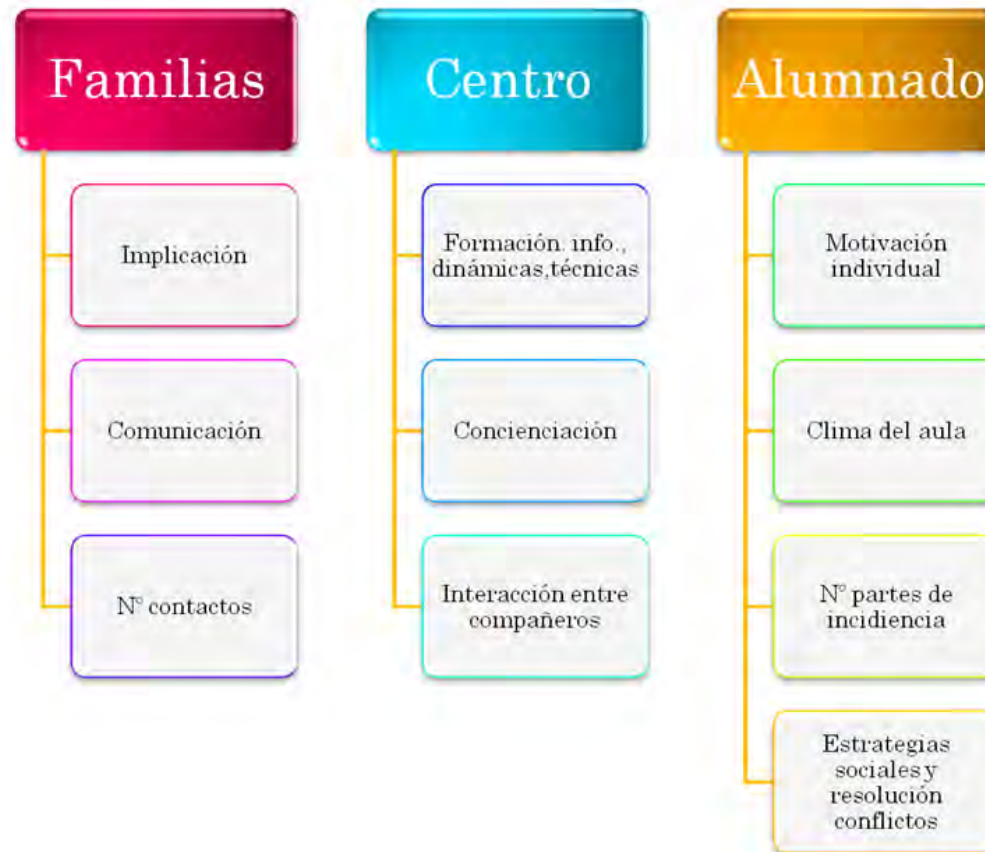 Familias
Implicación
Comunicación
Nº contactos
Centro
Formación. info.,
dinámicas,técnicas
Concienciación
Interacción entre
compañeros
Alumnado
Motivación
individual
Clima del aula
Nº partes de
incidiencia
Estrategias
sociales y
resolución
conflictos